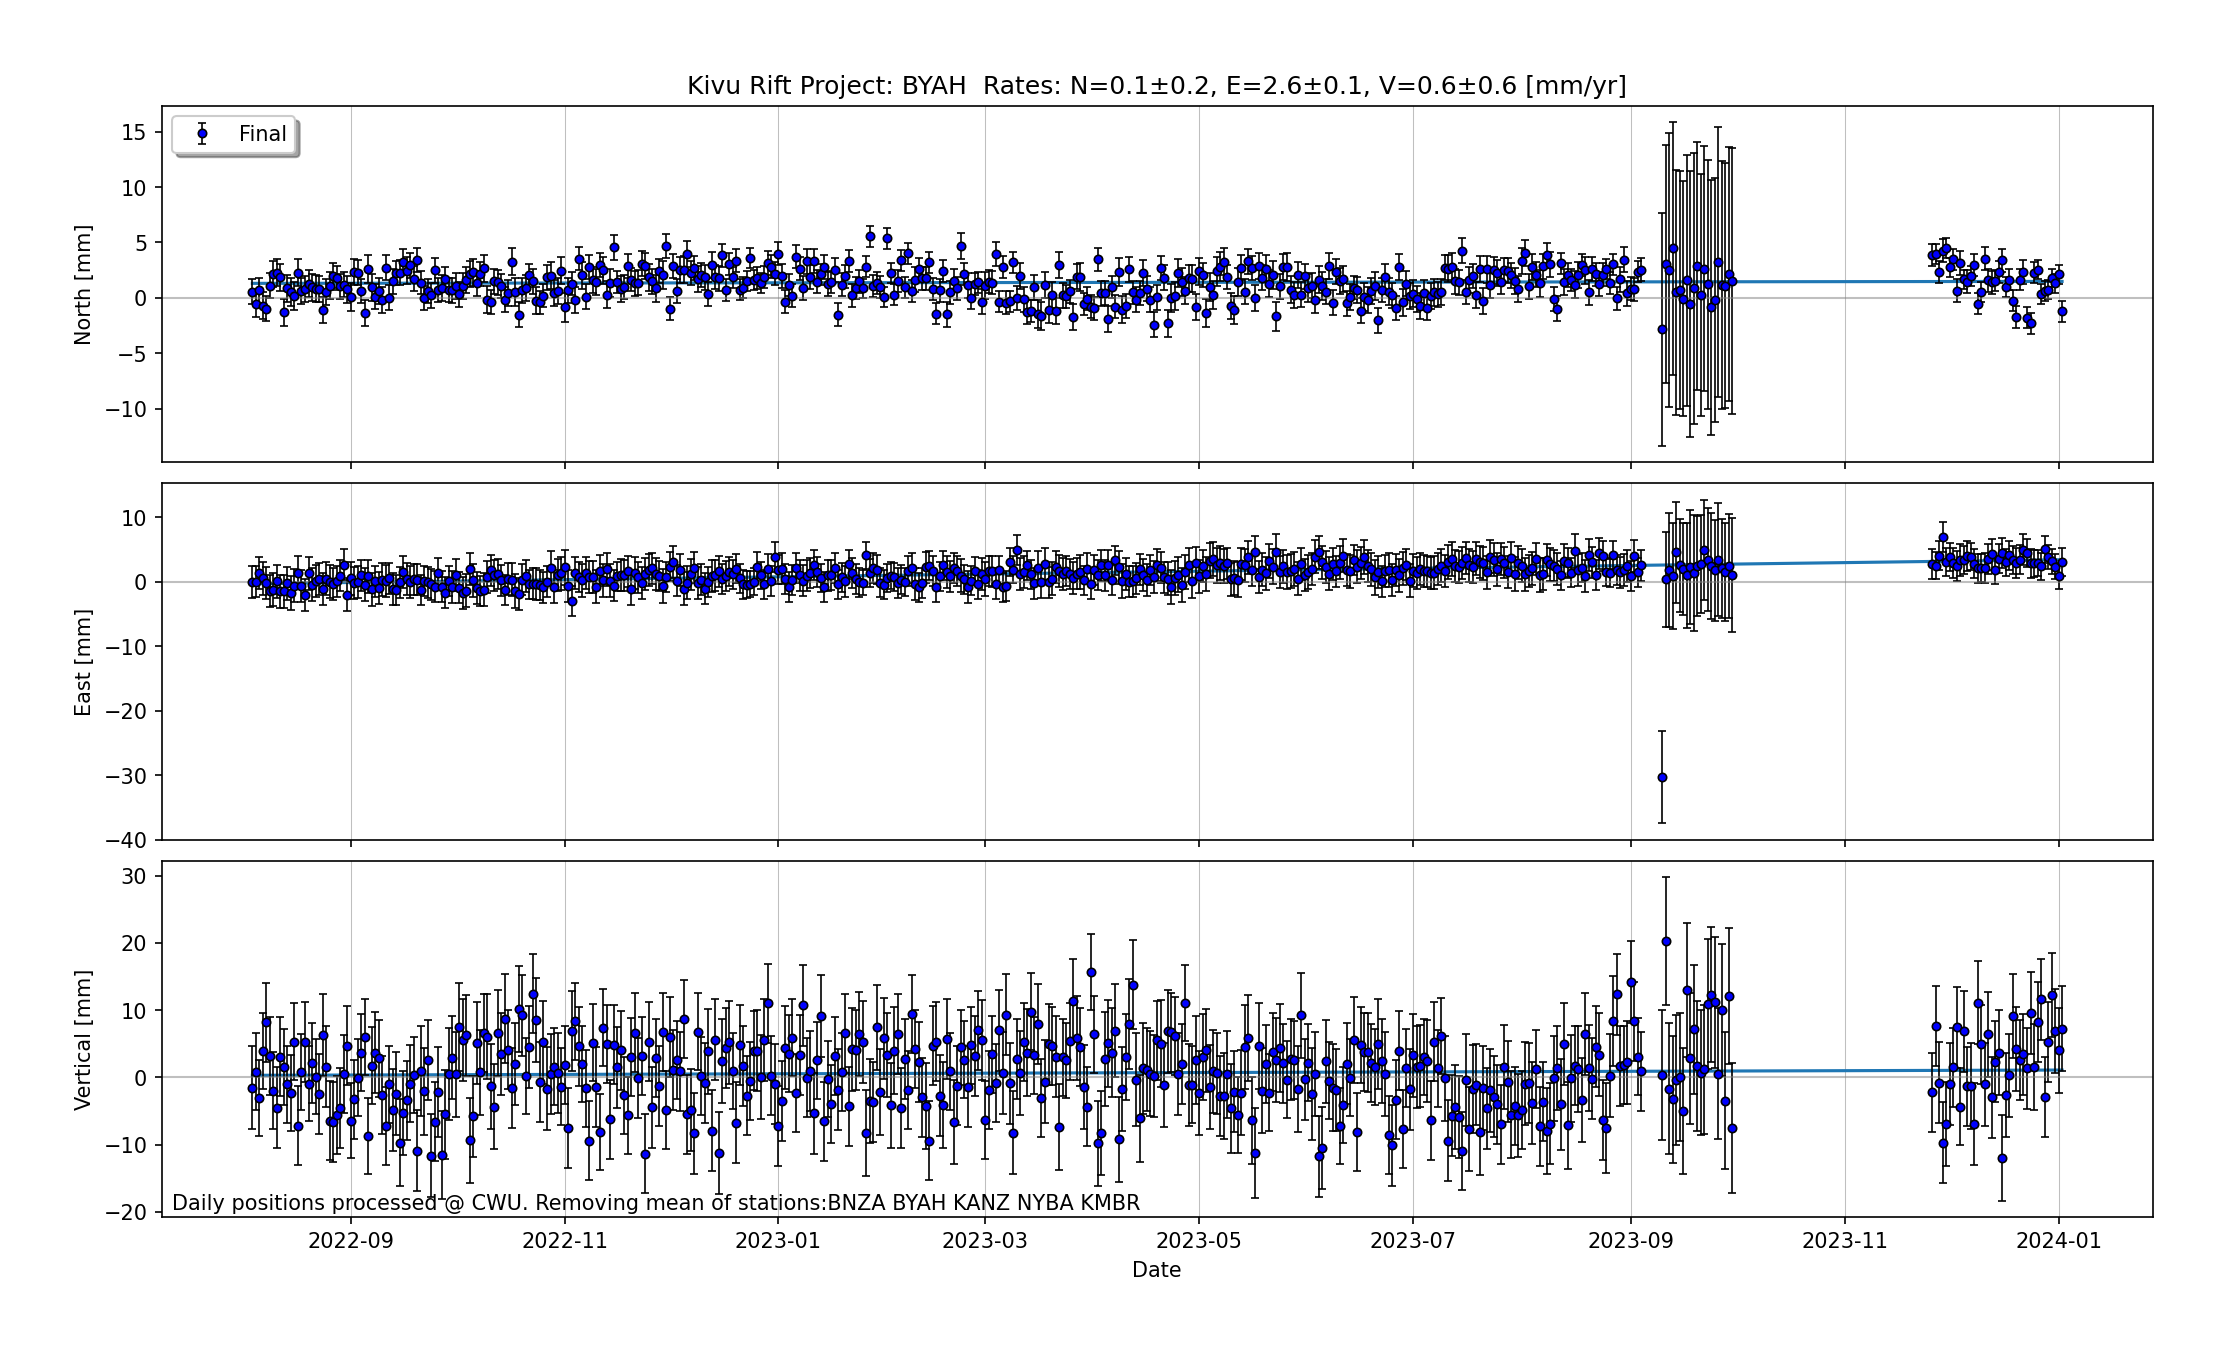 Kivu Rift Project: BYAH  Rates: N=0.1±0.2, E=2.6±0.1, V=0.6±0.6 [mm/yr]
Final
15
10
5
0
−5
−10
North [mm]
10
0
−10
−20
−30
−40
East [mm]
30
20
10
0
−10
−20
Vertical [mm]
Daily positions processed @ CWU. Removing mean of stations:BNZA BYAH KANZ NYBA KMBR
2022-09 2022-11 2023-01 2023-03 2023-05 2023-07 2023-09 2023-11 2024-01
Date